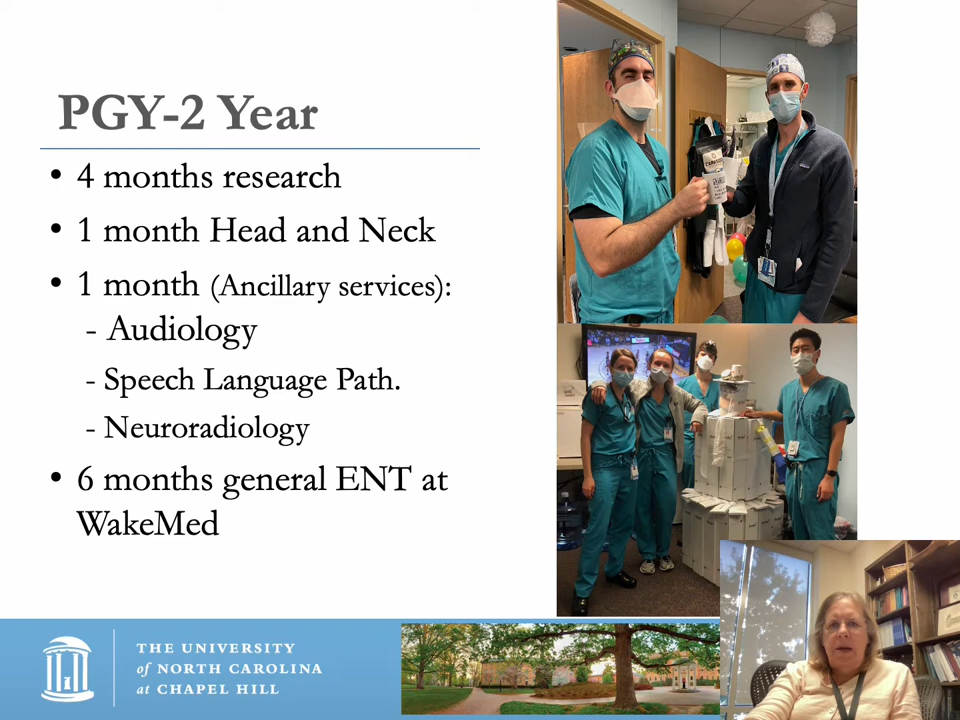 PGY-2 Year
• 4 months research
• 1 month Head and Neck
• 1 month (Ancillary services):
- Audiology
- Speech Language Path.
- Neuroradiology
• 6 months general ENT at
WakeMed
THE UNIVERSITY
of NORTH CAROLINA
at CHAPEL HILL